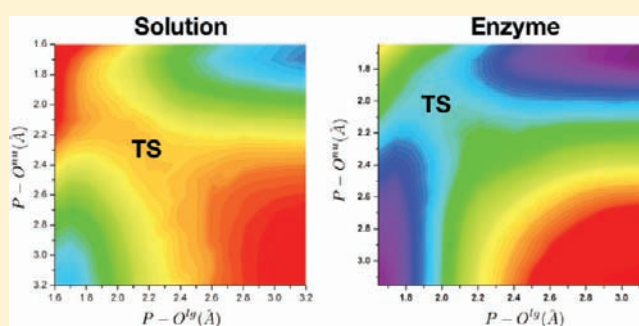 Solution
Enzyme
1.6
1.8
2.0
2.2
2.4
2.6
2.8
3.0
3.2
P − O^{nu}(Å)
TS
1.6 1.8 2.0 2.2 2.4 2.6 2.8 3.0 3.2
P − O^{lg}(Å)
1.8
2.0
2.2
2.4
2.6
2.8
3.0
P − O^{nu}(Å)
TS
1.8 2.0 2.2 2.4 2.6 2.8 3.0
P − O^{lg}(Å)